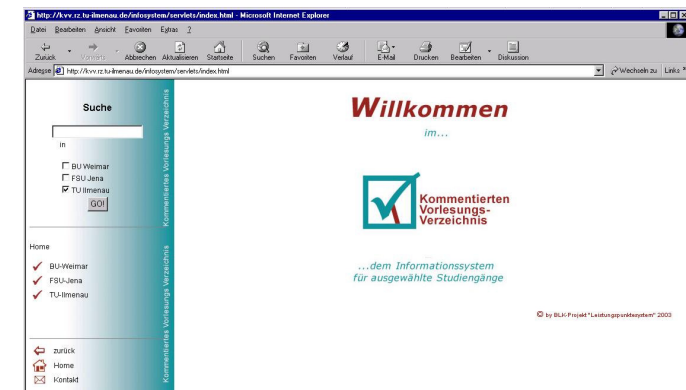 http://kvv.rz.tu-ilmenau.de/infosystem/servlets/index.html - Microsoft Internet Explorer
Datei Bearbeiten Ansicht Favoriten Extras ?
Zurück Vorwärts Abbrechen Aktualisieren Startseite Suchen Favoriten Verlauf E-Mail Drucken Bearbeiten Diskussion
Adresse http://kvv.rz.tu-ilmenau.de/infosystem/servlets/index.html Wechseln zu Links »
Suche
in
BU Weimar
FSU Jena
TU Ilmenau
GO!
Home
BU-Weimar
FSU-Jena
TU-Ilmenau
zurück
Home
Kontakt
Kommentiertes Vorlesungs Verzeichnis
Kommentiertes Vorlesungs Verzeichnis
Willkommen
im...
Kommentierten
Vorlesungs-
Verzeichnis
...dem Informationssystem
für ausgewählte Studiengänge
© by BLK-Projekt "Leistungspunktesystem" 2003